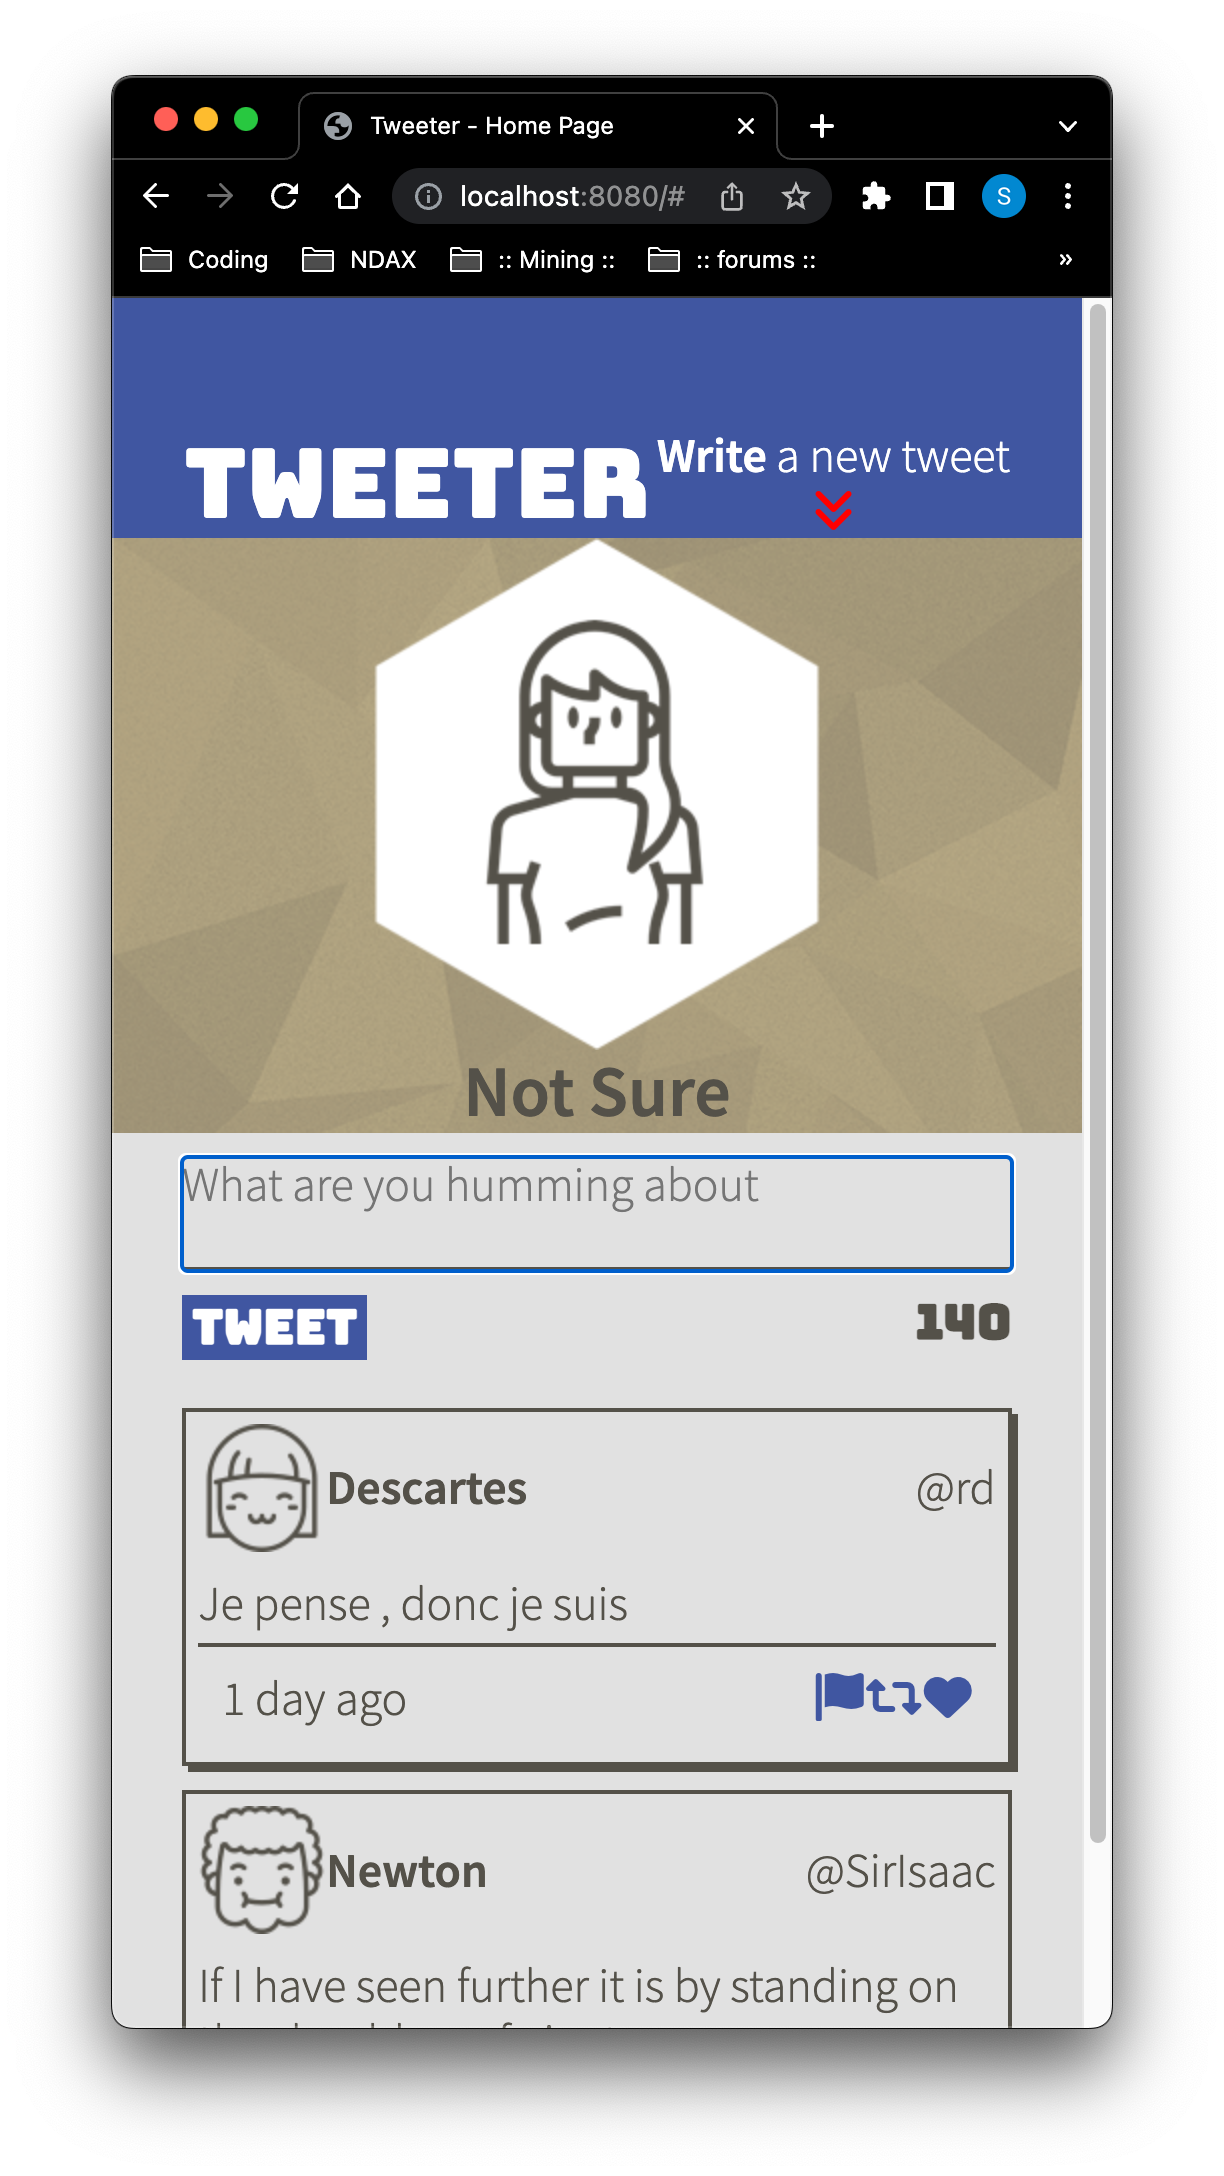 Tweeter - Home Page
localhost:8080/#
S
Coding
NDAX
:: Mining ::
:: forums ::
»
TWEETER
Write a new tweet
Not Sure
What are you humming about
TWEET
140
Descartes
@rd
Je pense , donc je suis
1 day ago
Newton
@SirIsaac
If I have seen further it is by standing on